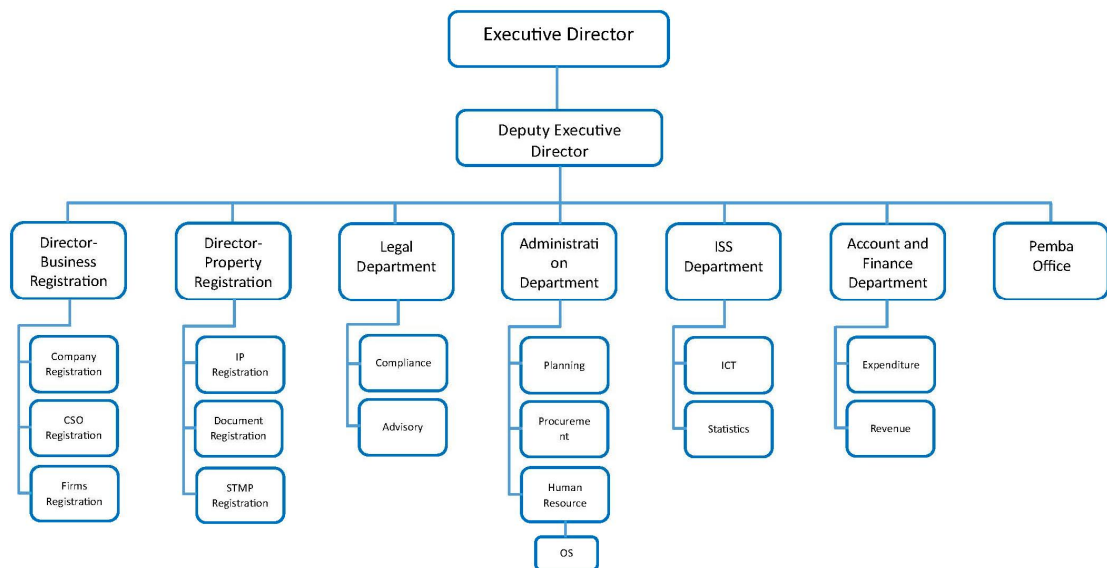 Executive Director
Deputy Executive
Director
Director-
Business
Registration
Director-
Property
Registration
Legal
Department
Administrati
on
Department
ISS
Department
Account and
Finance
Department
Pemba
Office
Company
Registration
IP
Registration
Compliance
Planning
ICT
Expenditure
CSO
Registration
Document
Registration
Advisory
Procureme
nt
Statistics
Revenue
Firms
Registration
STMP
Registration
Human
Resource
OS